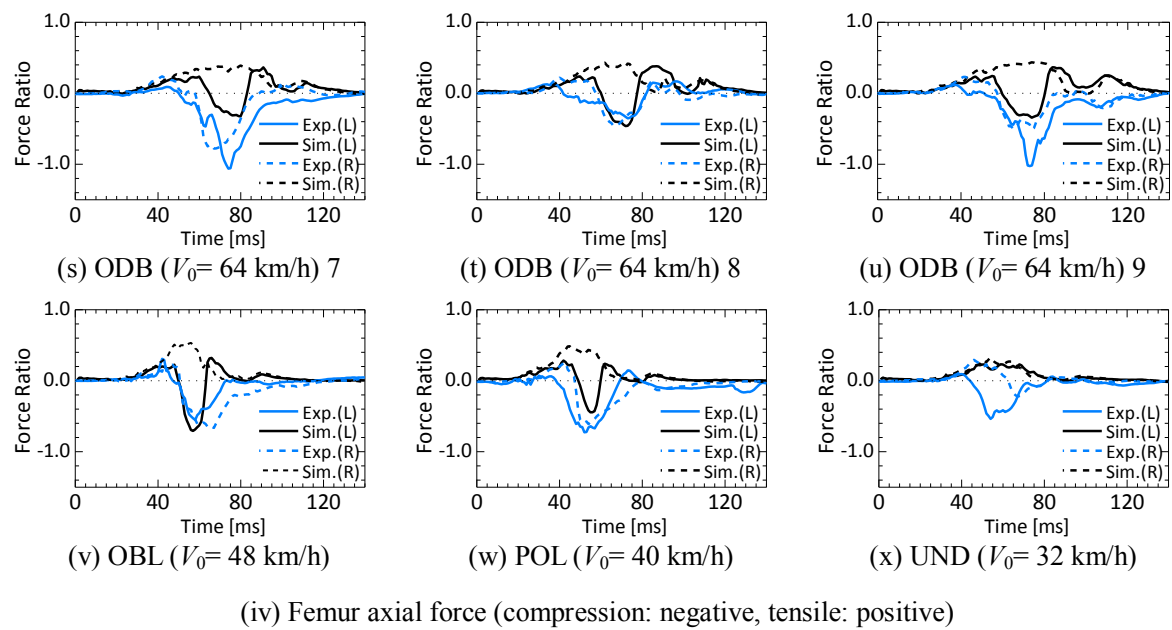 1.0
0.0
-1.0
Force Ratio
Exp.(L)
Sim.(L)
Exp.(R)
Sim.(R)
0 40 80 120
Time [ms]
(s) ODB (V0= 64 km/h) 7
1.0
0.0
-1.0
Force Ratio
Exp.(L)
Sim.(L)
Exp.(R)
Sim.(R)
0 40 80 120
Time [ms]
(t) ODB (V0= 64 km/h) 8
1.0
0.0
-1.0
Force Ratio
Exp.(L)
Sim.(L)
Exp.(R)
Sim.(R)
0 40 80 120
Time [ms]
(u) ODB (V0= 64 km/h) 9
1.0
0.0
-1.0
Force Ratio
Exp.(L)
Sim.(L)
Exp.(R)
Sim.(R)
0 40 80 120
Time [ms]
(v) OBL (V0= 48 km/h)
1.0
0.0
-1.0
Force Ratio
Exp.(L)
Sim.(L)
Exp.(R)
Sim.(R)
0 40 80 120
Time [ms]
(w) POL (V0= 40 km/h)
1.0
0.0
-1.0
Force Ratio
Exp.(L)
Sim.(L)
Exp.(R)
Sim.(R)
0 40 80 120
Time [ms]
(x) UND (V0= 32 km/h)
(iv) Femur axial force (compression: negative, tensile: positive)